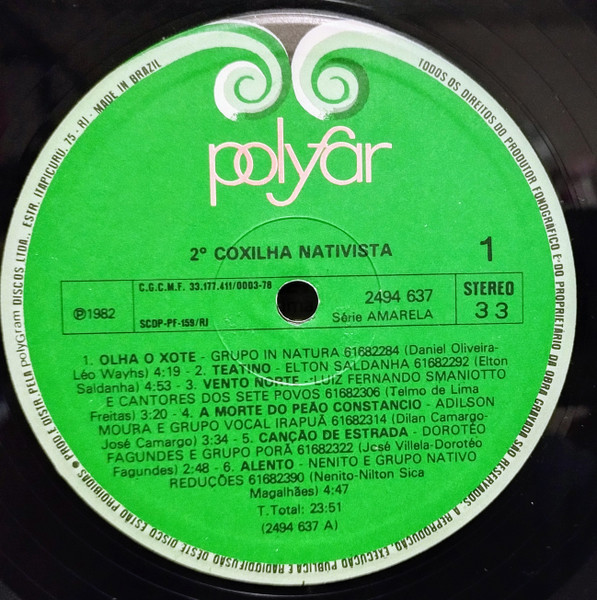 polyfar
2º COXILHA NATIVISTA
1
C.G.C.M.F. 33.177.411/0003-78
℗1982
SCDP-PF-159/RJ
2494 637
Série AMARELA
STEREO
33
1. OLHA O XOTE - GRUPO IN NATURA 61682284 (Daniel Oliveira-
Léo Wayhs) 4:19 - 2. TEATINO - ELTON SALDANHA 61682292 (Elton
Saldanha) 4:53 - 3. VENTO NORTE - LUIZ FERNANDO SMANIOTTO
E CANTORES DOS SETE POVOS 61682306 (Telmo de Lima
Freitas) 3:20 - 4. A MORTE DO PEÃO CONSTANCIO - ADILSON
MOURA E GRUPO VOCAL IRAPUÃ 61682314 (Dilan Camargo-
José Camargo) 3:34 - 5. CANÇÃO DE ESTRADA - DOROTÉO
FAGUNDES E GRUPO PORÃ 61682322 (José Villela-Dorotéo
Fagundes) 2:48 - 6. ALENTO - NENITO E GRUPO NATIVO
REDUÇÕES 61682390 (Nenito-Nilton Sica
Magalhães) 4:47
T.Total: 23:51
(2494 637 A)
TODOS OS DIREITOS DO PRODUTOR FONOGRÁFICO E DO PROPRIETÁRIO DA OBRA GRAVADA SÃO RESERVADOS. A REPRODUÇÃO, EXECUÇÃO PÚBLICA E RADIODIFUSÃO DESTE DISCO ESTÃO PROIBIDOS • PROD. E DIST. PELA PolyGram DISCOS LTDA., ESTR. ITAPICURU, 75 - RJ - MADE IN BRAZIL